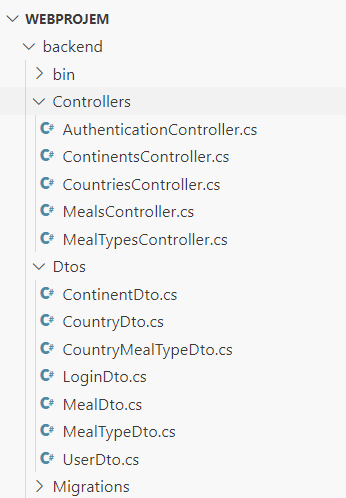 WEBPROJEM
backend
bin
Controllers
C# AuthenticationController.cs
C# ContinentsController.cs
C# CountriesController.cs
C# MealsController.cs
C# MealTypesController.cs
Dtos
C# ContinentDto.cs
C# CountryDto.cs
C# CountryMealTypeDto.cs
C# LoginDto.cs
C# MealDto.cs
C# MealTypeDto.cs
C# UserDto.cs
Migrations